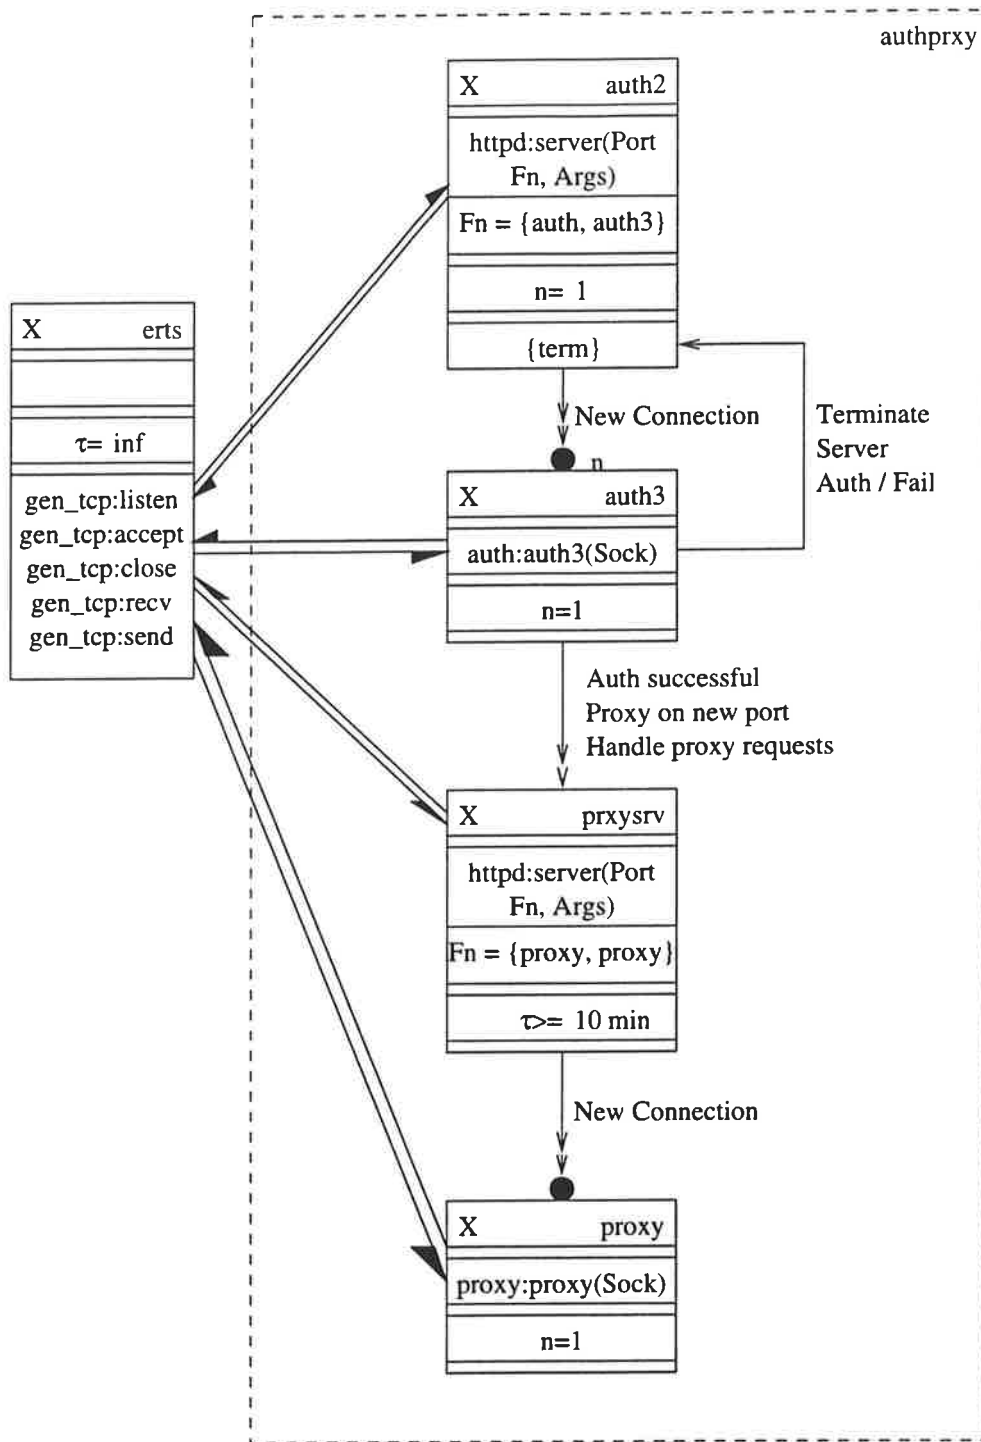 authprxy
X auth2
httpd:server(Port
Fn, Args)
Fn = {auth, auth3}
n= 1
{term}
New Connection
n
X erts
τ= inf
gen_tcp:listen
gen_tcp:accept
gen_tcp:close
gen_tcp:recv
gen_tcp:send
Terminate
Server
Auth / Fail
X auth3
auth:auth3(Sock)
n=1
Auth successful
Proxy on new port
Handle proxy requests
X prxysrv
httpd:server(Port
Fn, Args)
Fn = {proxy, proxy}
τ>= 10 min
New Connection
X proxy
proxy:proxy(Sock)
n=1